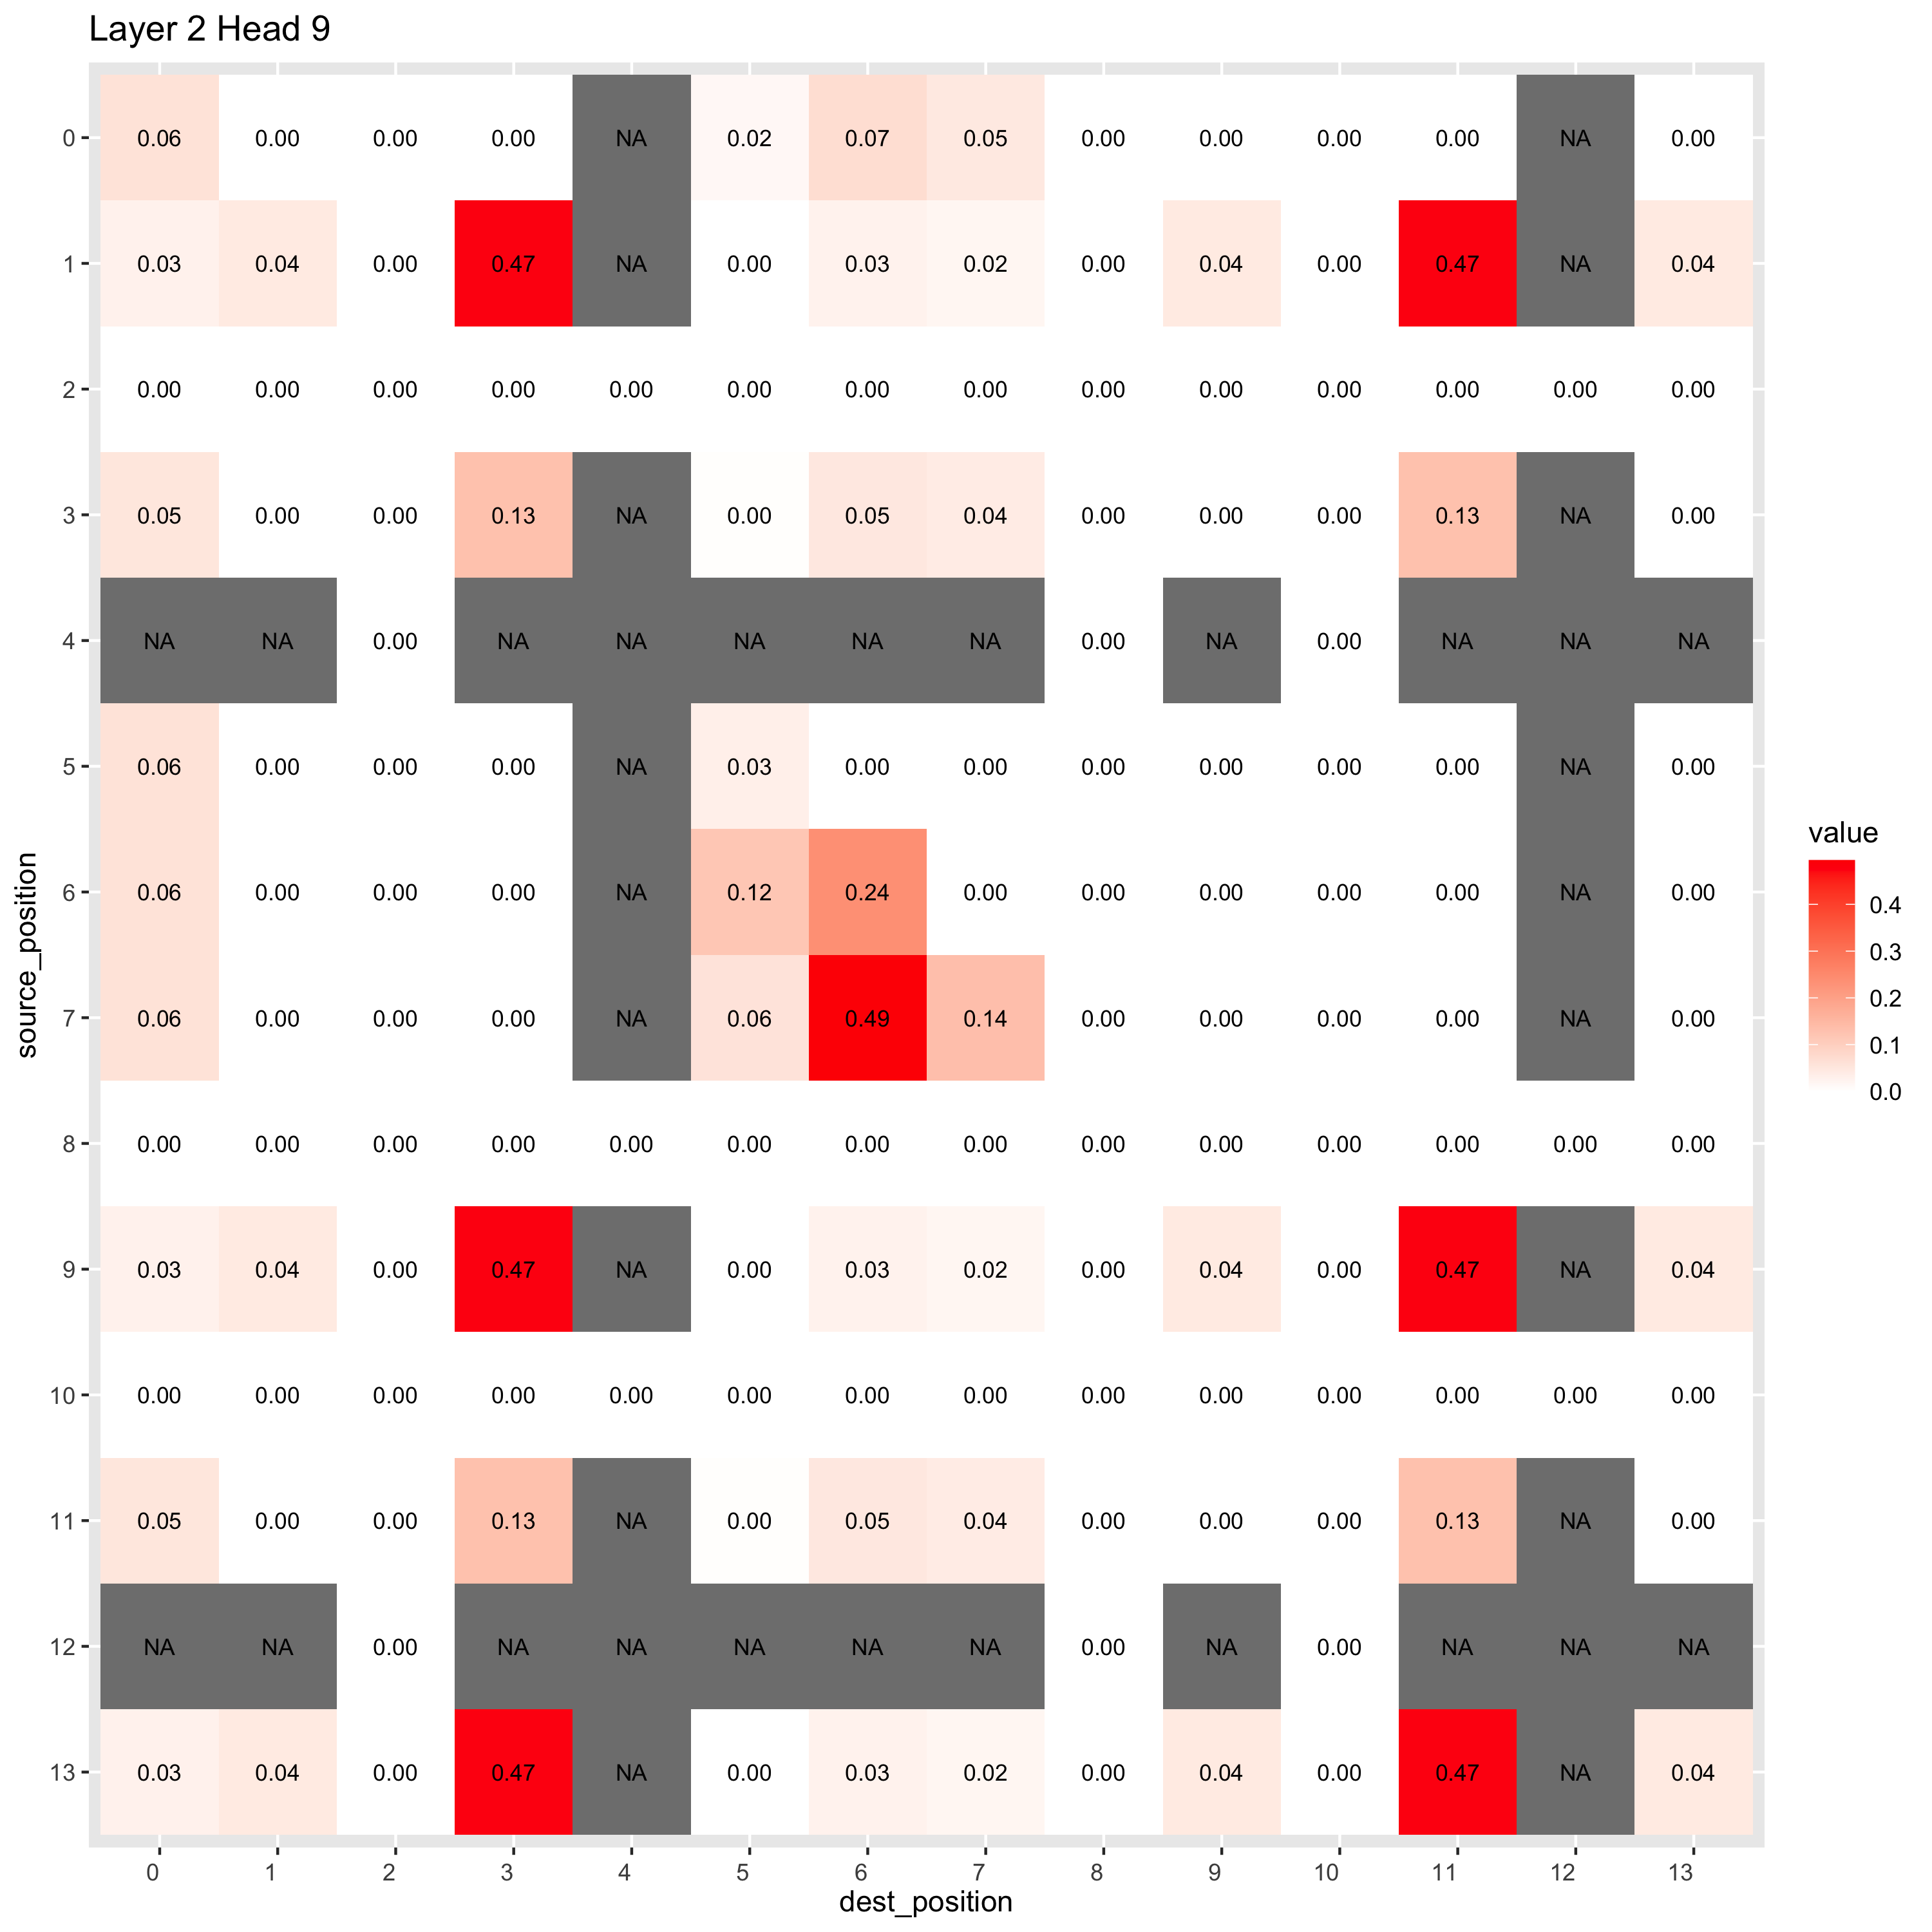 Layer 2 Head 9
0 0.06 0.00 0.00 0.00 NA 0.02 0.07 0.05 0.00 0.00 0.00 0.00 NA 0.00
1 0.03 0.04 0.00 0.47 NA 0.00 0.03 0.02 0.00 0.04 0.00 0.47 NA 0.04
2 0.00 0.00 0.00 0.00 0.00 0.00 0.00 0.00 0.00 0.00 0.00 0.00 0.00 0.00
3 0.05 0.00 0.00 0.13 NA 0.00 0.05 0.04 0.00 0.00 0.00 0.13 NA 0.00
4 NA NA 0.00 NA NA NA NA NA 0.00 NA 0.00 NA NA NA
5 0.06 0.00 0.00 0.00 NA 0.03 0.00 0.00 0.00 0.00 0.00 0.00 NA 0.00
6 0.06 0.00 0.00 0.00 NA 0.12 0.24 0.00 0.00 0.00 0.00 0.00 NA 0.00
7 0.06 0.00 0.00 0.00 NA 0.06 0.49 0.14 0.00 0.00 0.00 0.00 NA 0.00
8 0.00 0.00 0.00 0.00 0.00 0.00 0.00 0.00 0.00 0.00 0.00 0.00 0.00 0.00
9 0.03 0.04 0.00 0.47 NA 0.00 0.03 0.02 0.00 0.04 0.00 0.47 NA 0.04
10 0.00 0.00 0.00 0.00 0.00 0.00 0.00 0.00 0.00 0.00 0.00 0.00 0.00 0.00
11 0.05 0.00 0.00 0.13 NA 0.00 0.05 0.04 0.00 0.00 0.00 0.13 NA 0.00
12 NA NA 0.00 NA NA NA NA NA 0.00 NA 0.00 NA NA NA
13 0.03 0.04 0.00 0.47 NA 0.00 0.03 0.02 0.00 0.04 0.00 0.47 NA 0.04
0 1 2 3 4 5 6 7 8 9 10 11 12 13
dest_position
source_position
value
0.4
0.3
0.2
0.1
0.0